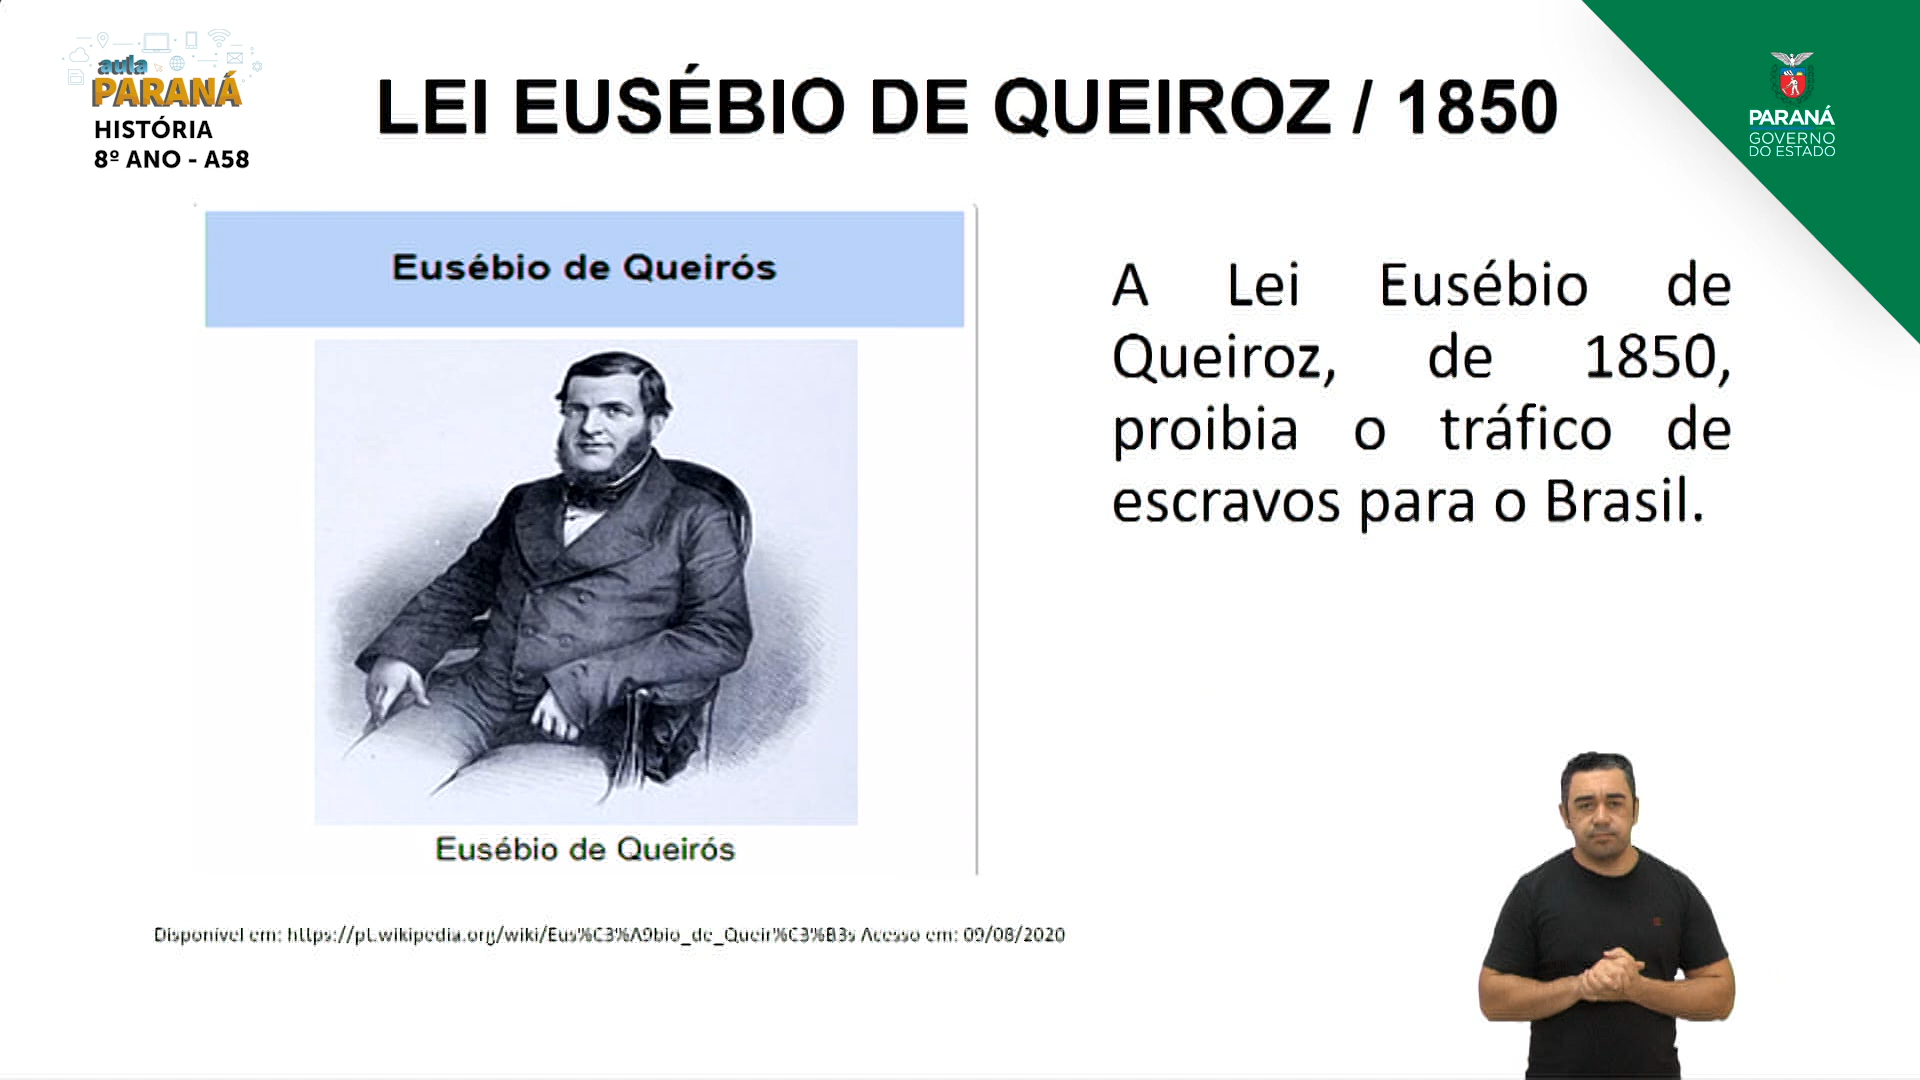 aula
PARANÁ
HISTÓRIA
8º ANO - A58
LEI EUSÉBIO DE QUEIROZ / 1850
PARANÁ
GOVERNO
DO ESTADO
Eusébio de Queirós
A Lei Eusébio de
Queiroz, de 1850,
proibia o tráfico de
escravos para o Brasil.
Eusébio de Queirós
Disponível em: https://pt.wikipedia.org/wiki/Eus%C3%A9bio_de_Queir%C3%B3s Acesso em: 09/08/2020